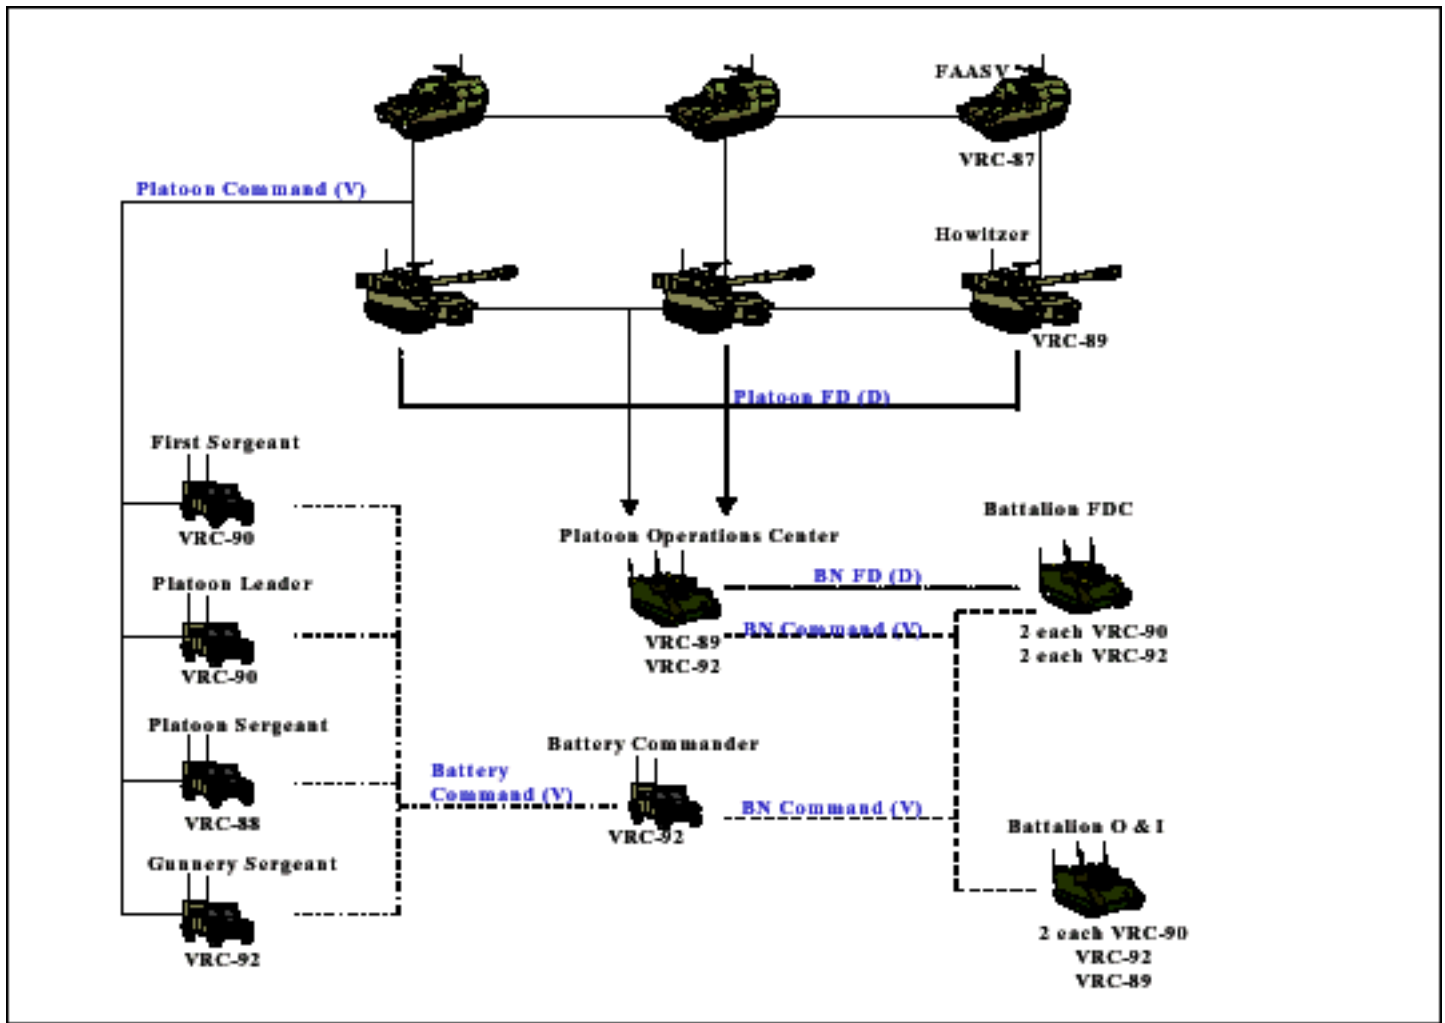 FAASV
VRC-87
Platoon Command (V)
Howitzer
VRC-89
Platoon FD (D)
First Sergeant
VRC-90
Platoon Operations Center
VRC-89
VRC-92
Battalion FDC
2 each VRC-90
2 each VRC-92
BN FD (D)
BN Command (V)
Platoon Leader
VRC-90
Platoon Sergeant
VRC-88
Battery
Command (V)
Battery Commander
VRC-92
BN Command (V)
Battalion O & I
2 each VRC-90
VRC-92
VRC-89
Gunnery Sergeant
VRC-92